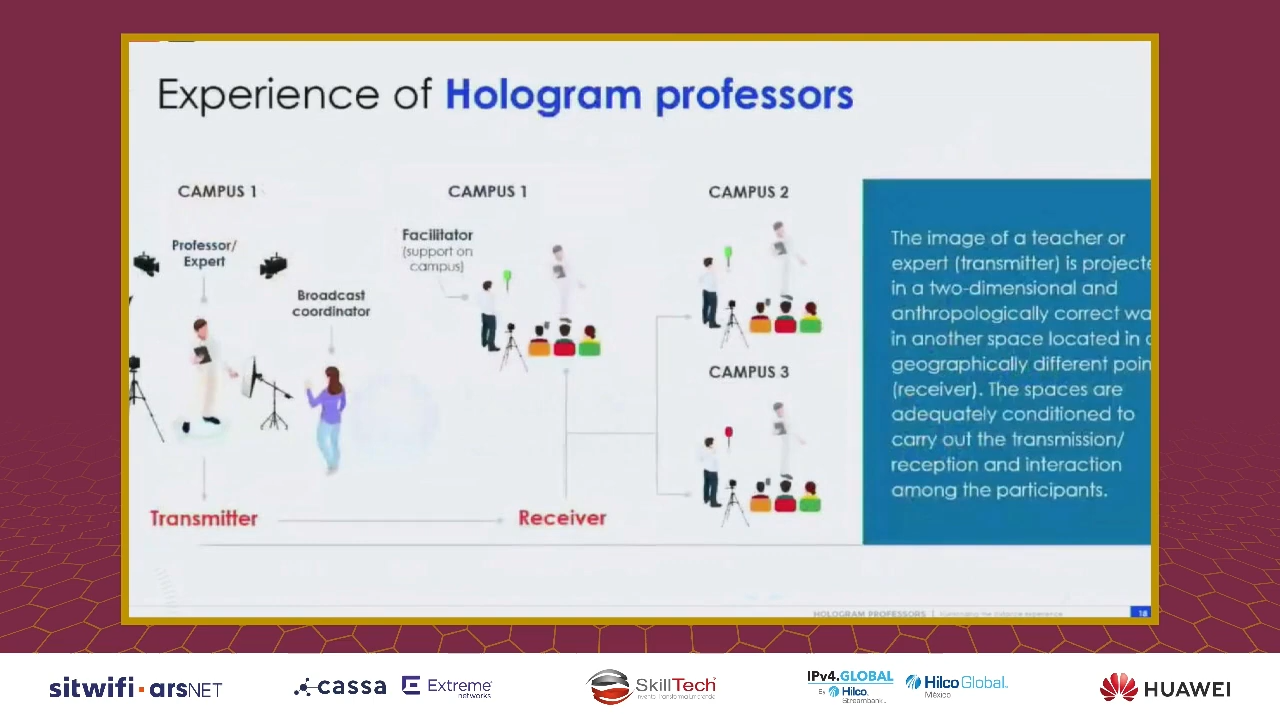 Experience of Hologram professors
CAMPUS 1
CAMPUS 1
CAMPUS 2
Professor/
Expert
Facilitator
(support on
campus)
Broadcast
coordinator
CAMPUS 3
Transmitter
Receiver
The image of a teacher or
expert (transmitter) is projecte
in a two-dimensional and
anthropologically correct wa
in another space located in
geographically different poin
(receiver). The spaces are
adequately conditioned to
carry out the transmission/
reception and interaction
among the participants.
HOLOGRAM PROFESSORS |
18
sitwifi · arsNET
cassa
Extreme
networks
SkillTech
IPv4.GLOBAL
By Hilco.
Streambank
Hilco Global
México
HUAWEI